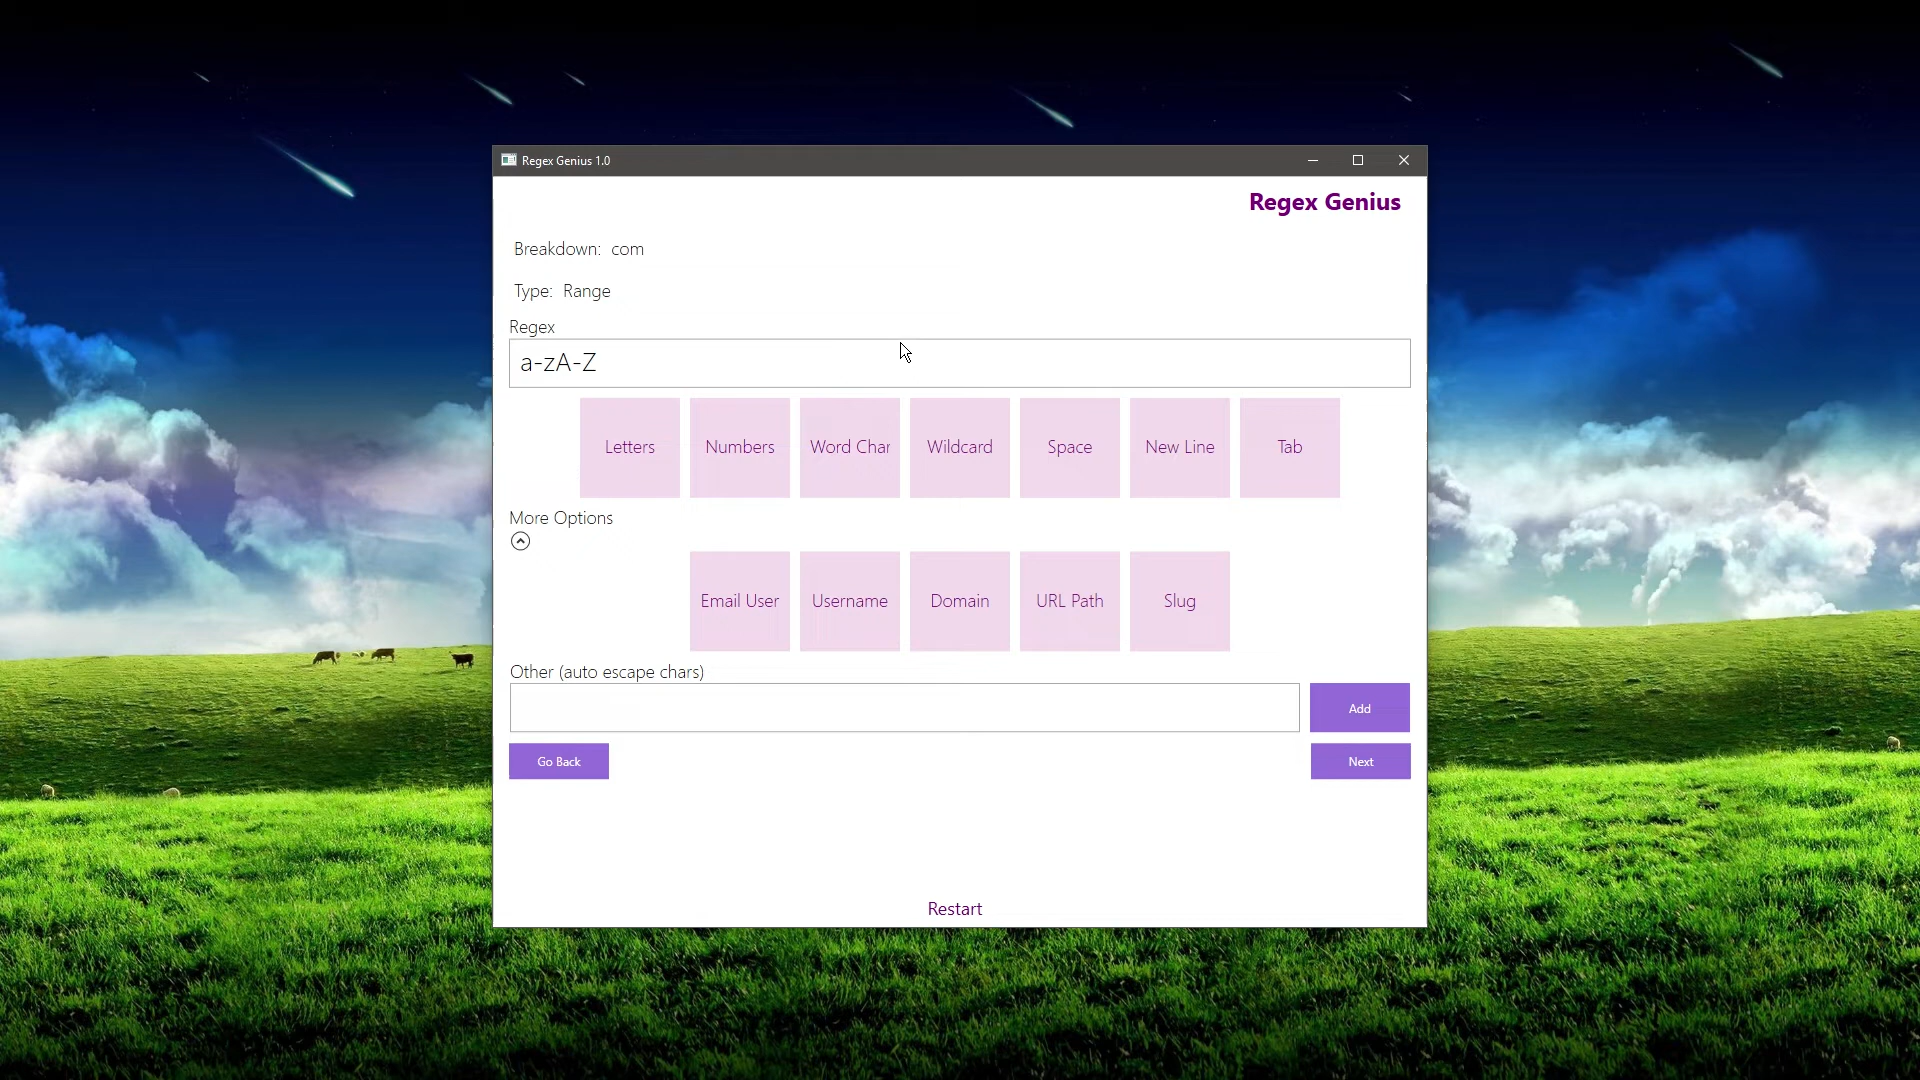 Regex Genius 1.0
Regex Genius
Breakdown: com
Type: Range
Regex
a-zA-Z
Letters Numbers Word Char Wildcard Space New Line Tab
More Options
Email User Username Domain URL Path Slug
Other (auto escape chars)
Add
Go Back Next
Restart